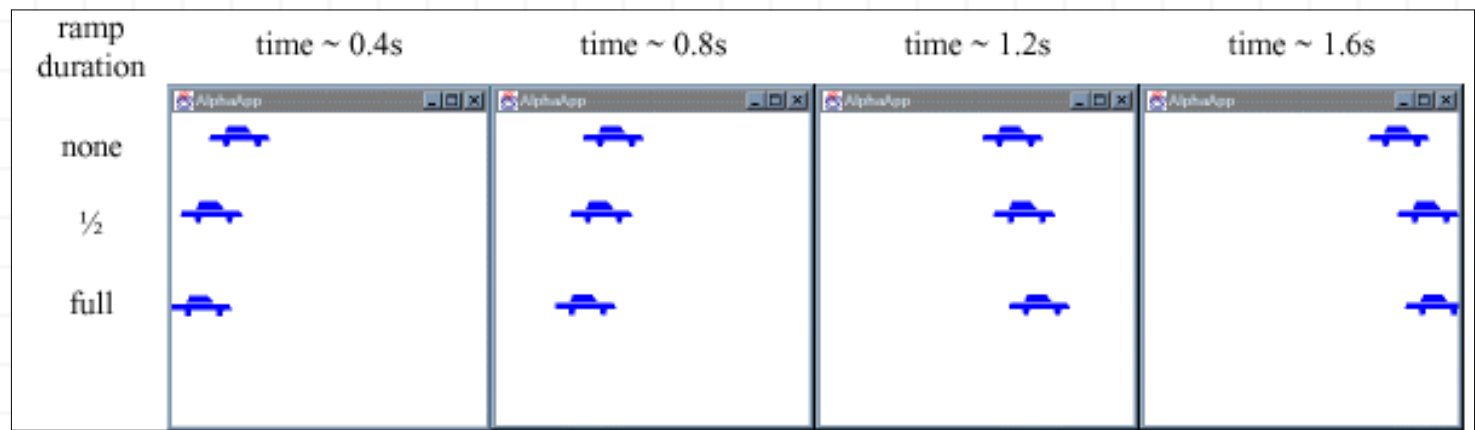 ramp
duration
time ~ 0.4s time ~ 0.8s time ~ 1.2s time ~ 1.6s
AlphaApp AlphaApp AlphaApp AlphaApp
none
½
full